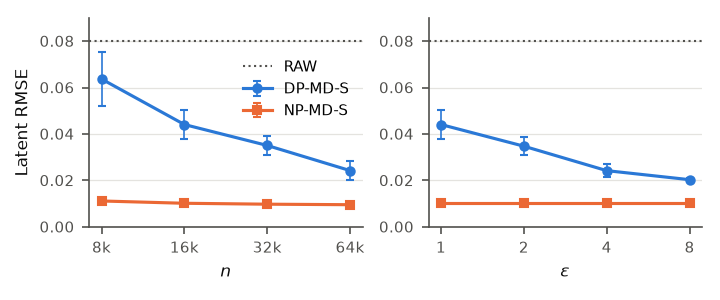 Latent RMSE
0.08
0.06
0.04
0.02
0.00
RAW
DP-MD-S
NP-MD-S
8k 16k 32k 64k
n
0.08
0.06
0.04
0.02
0.00
1 2 4 8
ε